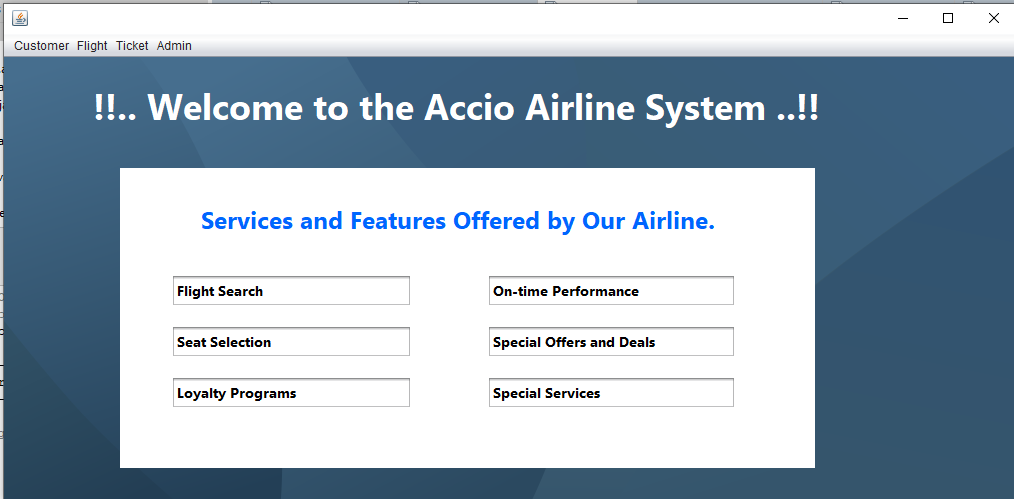 Customer Flight Ticket Admin
!!.. Welcome to the Accio Airline System ..!!
Services and Features Offered by Our Airline.
Flight Search
On-time Performance
Seat Selection
Special Offers and Deals
Loyalty Programs
Special Services